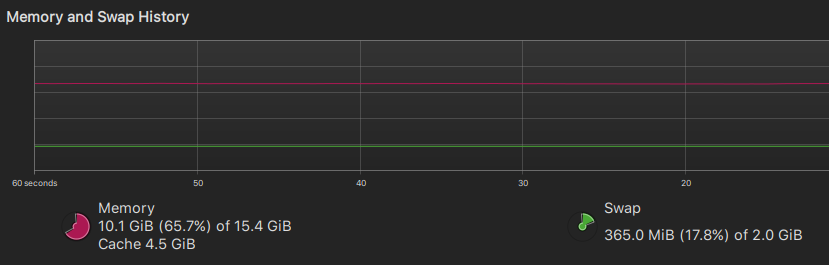 Memory and Swap History
60 seconds 50 40 30 20
Memory
10.1 GiB (65.7%) of 15.4 GiB
Cache 4.5 GiB
Swap
365.0 MiB (17.8%) of 2.0 GiB